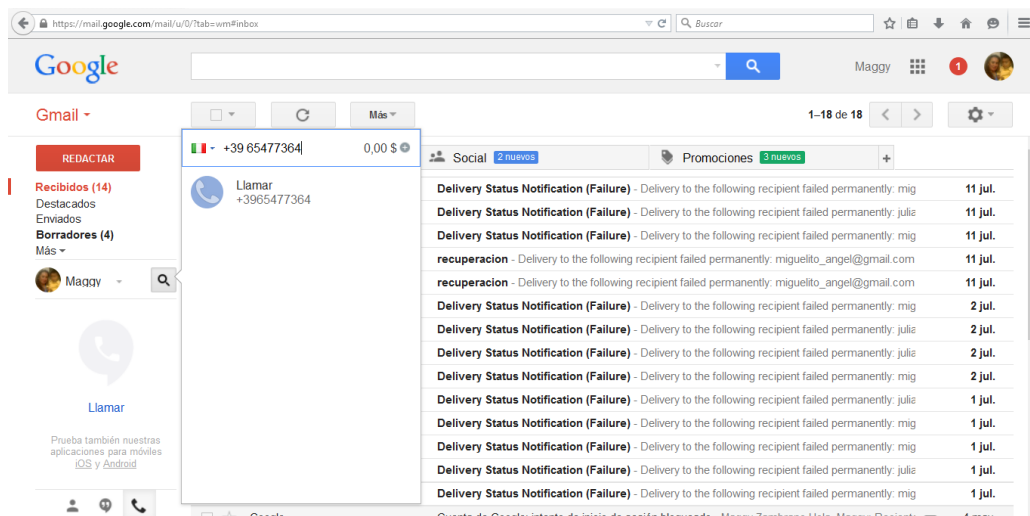 https://mail.google.com/mail/u/0/?tab=wm#inbox
Buscar
Google
Maggy
1
Gmail
Más
1–18 de 18
REDACTAR
+39 65477364
0,00 $
Social 2 nuevos
Promociones 3 nuevos
+
Llamar
+3965477364
Recibidos (14)
Destacados
Enviados
Borradores (4)
Más
Maggy
Llamar
Prueba también nuestras
aplicaciones para móviles
iOS y Android
Delivery Status Notification (Failure) - Delivery to the following recipient failed permanently: mig 11 jul.
Delivery Status Notification (Failure) - Delivery to the following recipient failed permanently: julia 11 jul.
Delivery Status Notification (Failure) - Delivery to the following recipient failed permanently: mig 11 jul.
recuperacion - Delivery to the following recipient failed permanently: miguelito_angel@gmail.com 11 jul.
recuperacion - Delivery to the following recipient failed permanently: miguelito_angel@gmail.com 11 jul.
Delivery Status Notification (Failure) - Delivery to the following recipient failed permanently: mig 2 jul.
Delivery Status Notification (Failure) - Delivery to the following recipient failed permanently: julia 2 jul.
Delivery Status Notification (Failure) - Delivery to the following recipient failed permanently: mig 2 jul.
Delivery Status Notification (Failure) - Delivery to the following recipient failed permanently: julia 2 jul.
Delivery Status Notification (Failure) - Delivery to the following recipient failed permanently: julia 1 jul.
Delivery Status Notification (Failure) - Delivery to the following recipient failed permanently: mig 1 jul.
Delivery Status Notification (Failure) - Delivery to the following recipient failed permanently: mig 1 jul.
Delivery Status Notification (Failure) - Delivery to the following recipient failed permanently: julia 1 jul.
Delivery Status Notification (Failure) - Delivery to the following recipient failed permanently: mig 1 jul.
Google Cuenta de Google: intento de inicio de sesión bloqueado